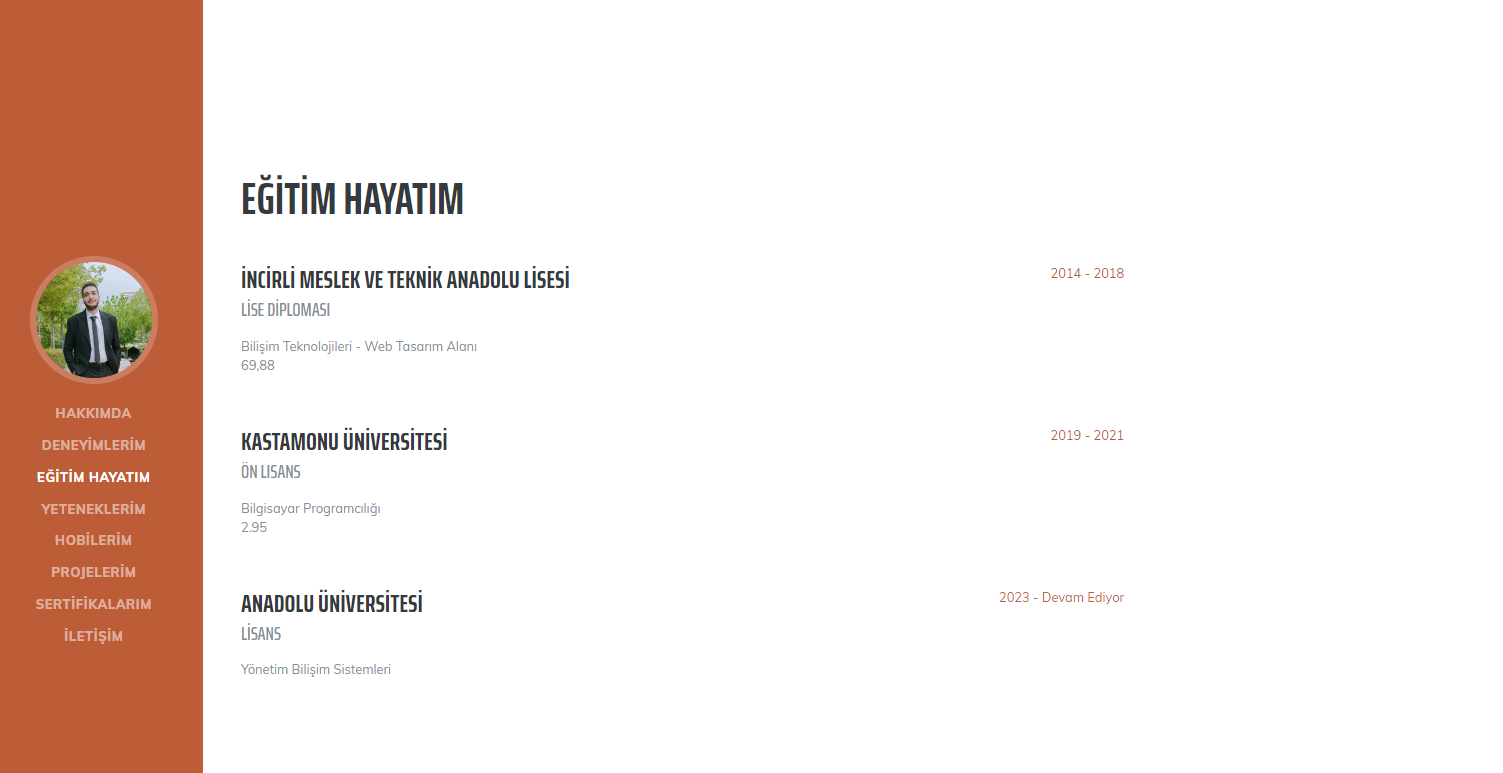 HAKKIMDA
DENEYİMLERİM
EĞİTİM HAYATIM
YETENEKLERİM
HOBİLERİM
PROJELERİM
SERTİFİKALARIM
İLETİŞİM
EĞİTİM HAYATIM
İNCİRLİ MESLEK VE TEKNİK ANADOLU LİSESİ
2014 - 2018
LİSE DİPLOMASI
Bilişim Teknolojileri - Web Tasarım Alanı
69,88
KASTAMONU ÜNİVERSİTESİ
2019 - 2021
ÖN LISANS
Bilgisayar Programcılığı
2.95
ANADOLU ÜNİVERSİTESİ
2023 - Devam Ediyor
LİSANS
Yönetim Bilişim Sistemleri